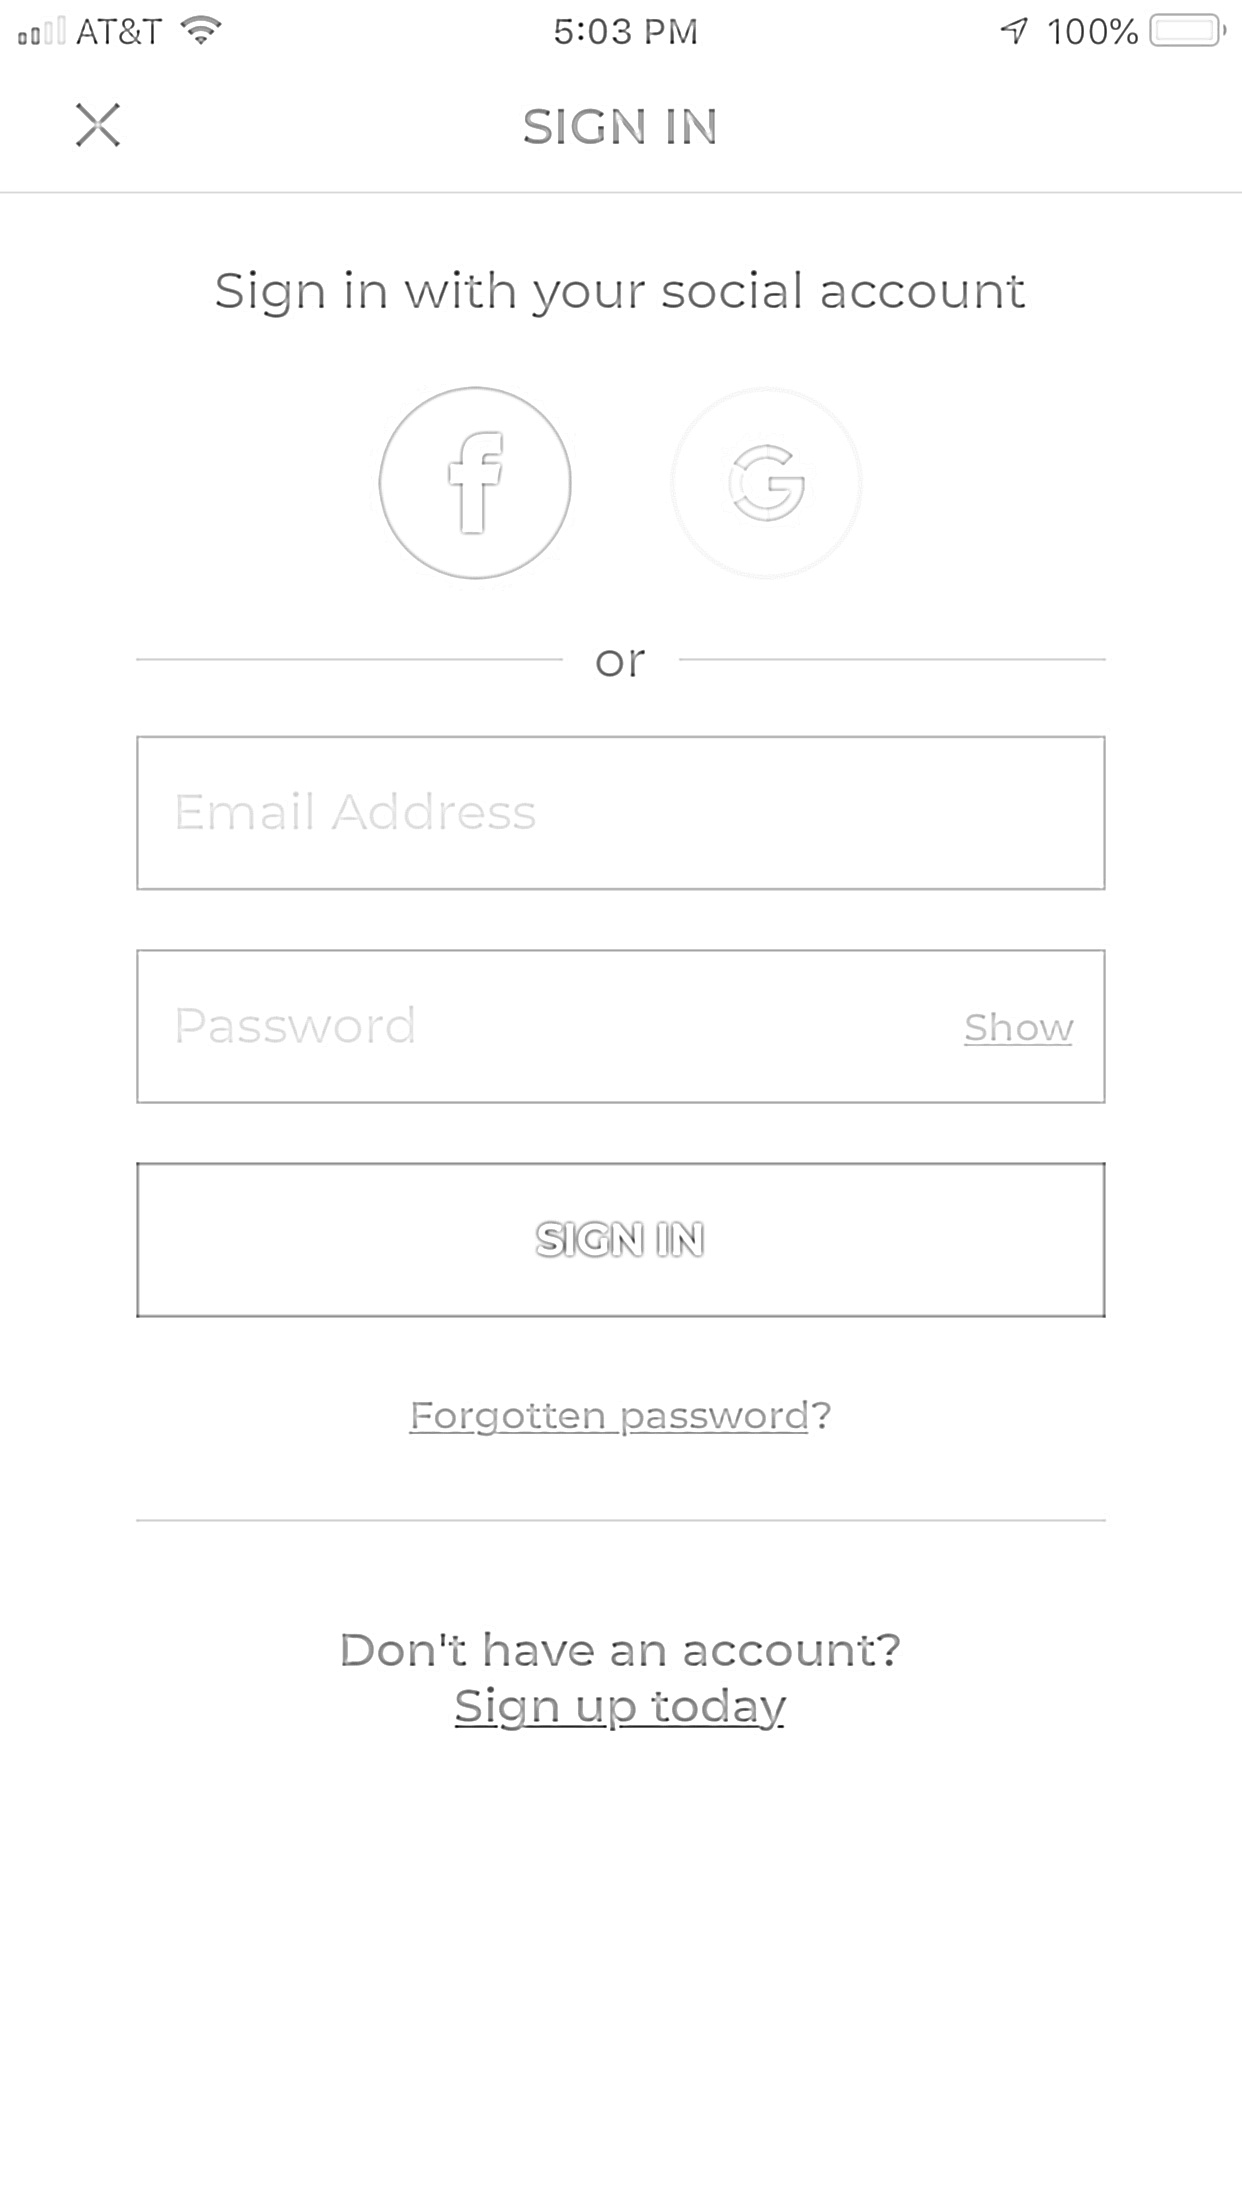 AT&T 5:03 PM 100%
SIGN IN
Sign in with your social account
f G
or
Email Address
Password Show
SIGN IN
Forgotten password?
Don't have an account?
Sign up today